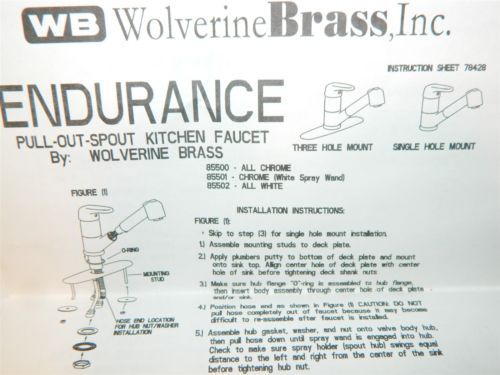 WB WolverineBrass, Inc.
INSTRUCTION SHEET 78428
ENDURANCE
PULL-OUT-SPOUT KITCHEN FAUCET
By: WOLVERINE BRASS
THREE HOLE MOUNT
SINGLE HOLE MOUNT
85500 - ALL CHROME
85501 - CHROME (White Spray Wand)
85502 - ALL WHITE
FIGURE (1)
O-RING
MOUNTING
STUD
HOSE END LOCATION
FOR HUB NUT/WASHER
INSTALLATION
INSTALLATION INSTRUCTIONS:
FIGURE (1):
* Skip to step (3) for single hole mount installation.
1.) Assemble mounting studs to deck plate.
2.) Apply plumbers putty to bottom of deck plate and mount
onto sink top. Allign center hole of deck plate with center
hole of sink before tightening deck shank nuts
3.) Make sure hub flange "O"-ring is assembled to hub flange,
then insert body assembly through center hole of deck plate
and/or sink.
4.) Position hose end as shown in Figure (1) CAUTION: DO NOT
pull hose completely out of faucet because it may become
difficult to re-assemble after faucet is installed.
5.) Assemble hub gasket, washer, and nut onto valve body hub,
then pull hose down until spray wand is engaged into hub.
Check to make sure spray holder (spout hub) swings equal
distance to the left and right from the center of the sink
before tightening hub nut.